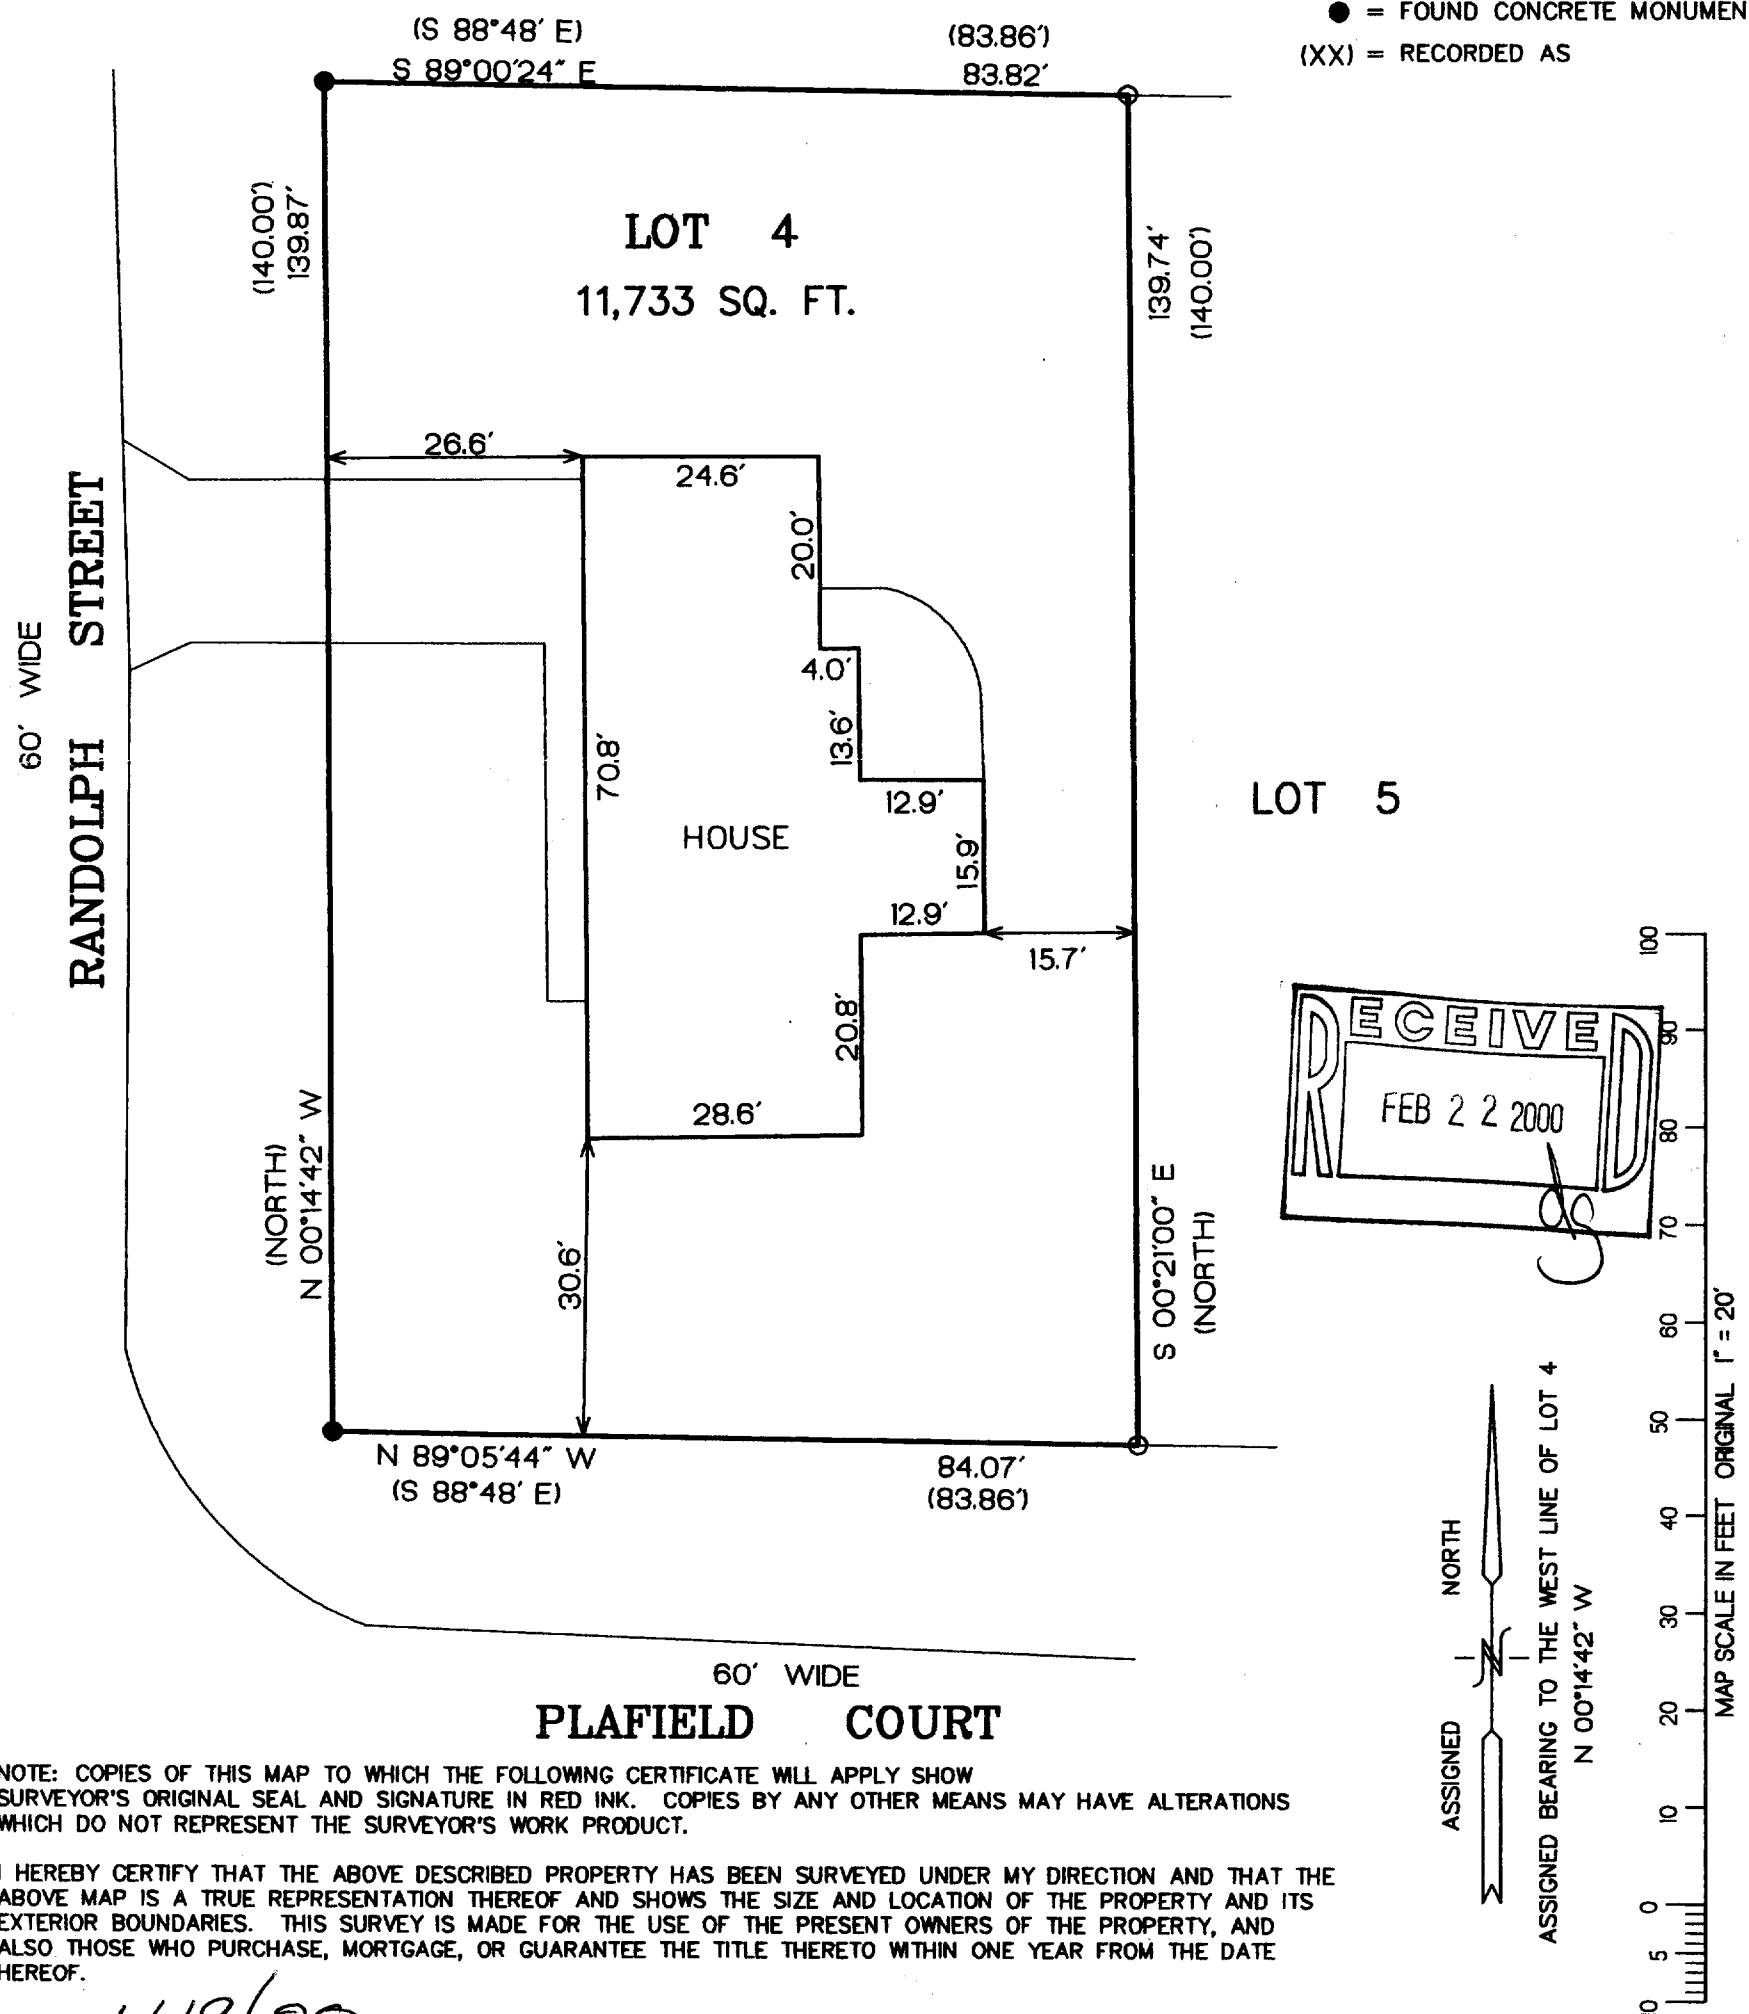 ● = FOUND CONCRETE MONUMEN
(XX) = RECORDED AS
(S 88°48' E)
(83.86')
S 89°00'24" E
83.82'
(140.00')
139.87'
LOT 4
11,733 SQ. FT.
139.74'
(140.00')
26.6'
24.6'
20.0'
4.0'
13.6'
70.8'
12.9'
HOUSE
15.9'
12.9'
15.7'
20.8'
28.6'
30.6'
LOT 5
60' WIDE
RANDOLPH STREET
(NORTH)
N 00°14'42" W
S 00°21'00" E
(NORTH)
N 89°05'44" W
(S 88°48' E)
84.07'
(83.86')
60' WIDE
PLAFIELD COURT
RECEIVED
FEB 2 2 2000
100
90
80
70
60
50
40
30
20
10
0
5
MAP SCALE IN FEET ORIGINAL 1" = 20'
ASSIGNED NORTH
N
ASSIGNED BEARING TO THE WEST LINE OF LOT 4
N 00°14'42" W
NOTE: COPIES OF THIS MAP TO WHICH THE FOLLOWING CERTIFICATE WILL APPLY SHOW
SURVEYOR'S ORIGINAL SEAL AND SIGNATURE IN RED INK. COPIES BY ANY OTHER MEANS MAY HAVE ALTERATIONS
WHICH DO NOT REPRESENT THE SURVEYOR'S WORK PRODUCT.
I HEREBY CERTIFY THAT THE ABOVE DESCRIBED PROPERTY HAS BEEN SURVEYED UNDER MY DIRECTION AND THAT THE
ABOVE MAP IS A TRUE REPRESENTATION THEREOF AND SHOWS THE SIZE AND LOCATION OF THE PROPERTY AND ITS
EXTERIOR BOUNDARIES. THIS SURVEY IS MADE FOR THE USE OF THE PRESENT OWNERS OF THE PROPERTY, AND
ALSO THOSE WHO PURCHASE, MORTGAGE, OR GUARANTEE THE TITLE THERETO WITHIN ONE YEAR FROM THE DATE
HEREOF.